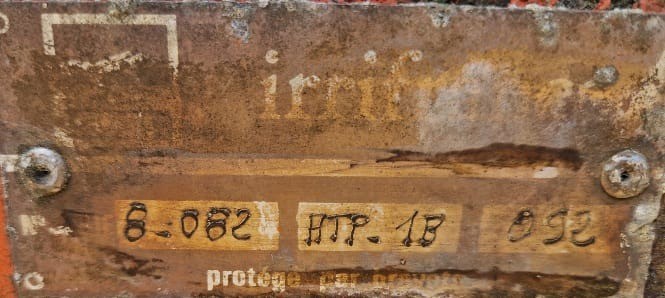 irrif
8-082 HTP-1B 092
protégé par brevets